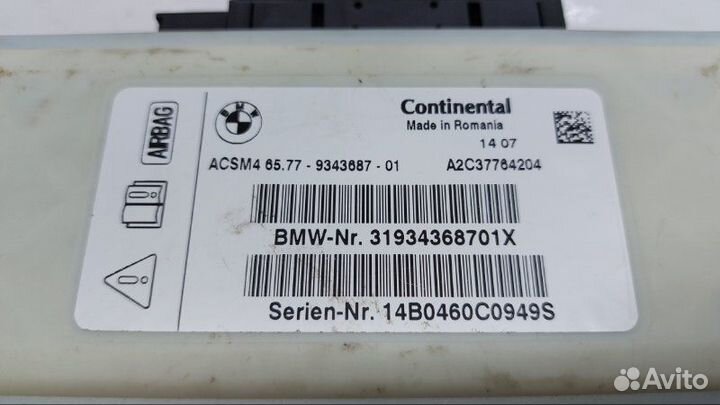 AIRBAG
BMW
Continental
Made in Romania
14 07
ACSM4 65.77 - 9343687 - 01 A2C37764204
BMW-Nr. 31934368701X
Serien-Nr. 14B0460C0949S
Avito